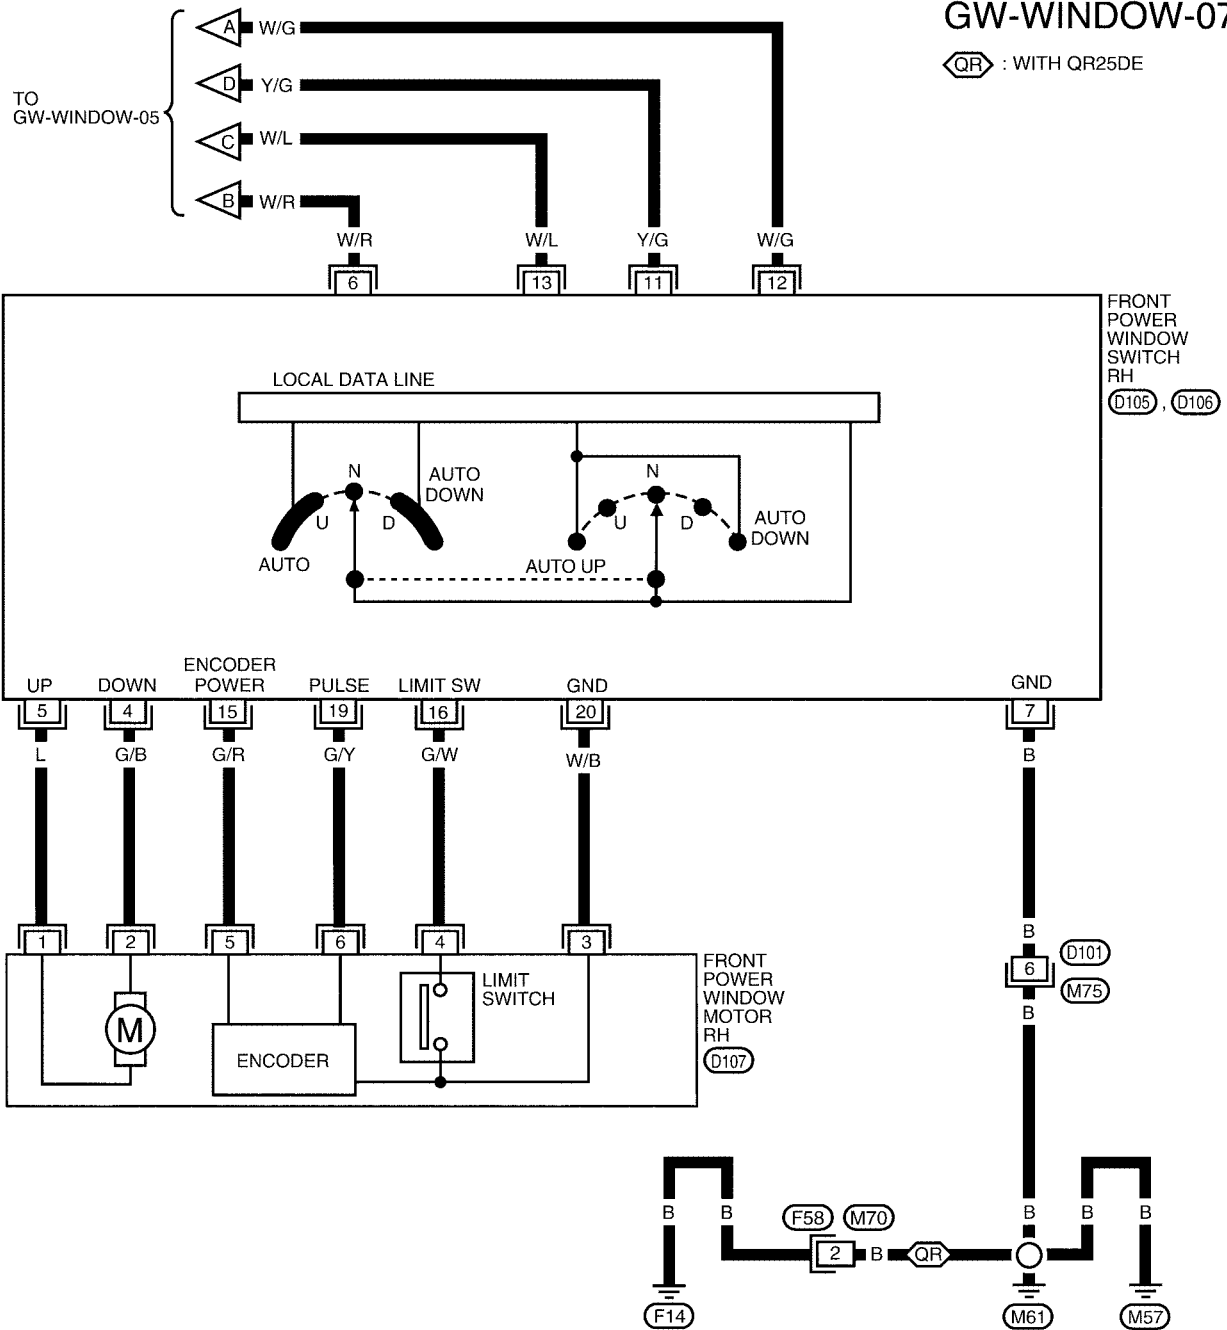 GW-WINDOW-07
QR : WITH QR25DE
TO
GW-WINDOW-05
A W/G
D Y/G
C W/L
B W/R
W/R W/L Y/G W/G
6 13 11 12
FRONT
POWER
WINDOW
SWITCH
RH
D105 , D106
LOCAL DATA LINE
N
AUTO
DOWN
U D
AUTO
N
U D
AUTO
DOWN
AUTO UP
UP DOWN ENCODER
POWER PULSE LIMIT SW GND GND
5 4 15 19 16 20 7
L G/B G/R G/Y G/W W/B B
1 2 5 6 4 3
B
6
D101
M75
B
FRONT
POWER
WINDOW
MOTOR
RH
D107
LIMIT
SWITCH
M
ENCODER
B B B B B
F58 M70
2 B QR
F14 M61 M57